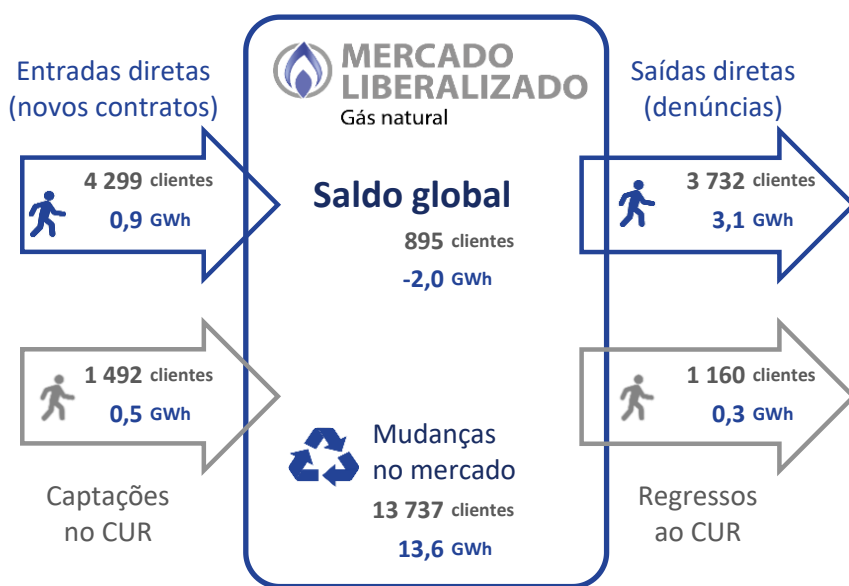 Entradas diretas
(novos contratos)
4 299 clientes
0,9 GWh
1 492 clientes
0,5 GWh
Captações
no CUR
MERCADO
LIBERALIZADO
Gás natural
Saldo global
895 clientes
-2,0 GWh
Mudanças
no mercado
13 737 clientes
13,6 GWh
Saídas diretas
(denúncias)
3 732 clientes
3,1 GWh
1 160 clientes
0,3 GWh
Regressos
ao CUR